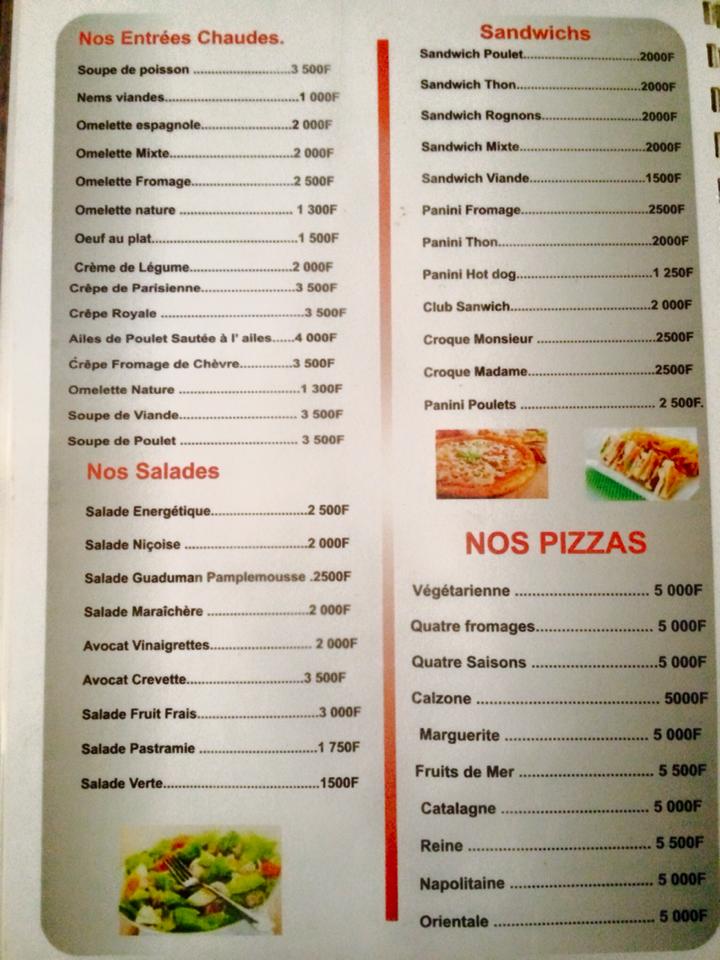 Nos Entrées Chaudes.
Soupe de poisson ............................3 500F
Nems viandes.......................................1 000F
Omelette espagnole..........................2 000F
Omelette Mixte...................................2 000F
Omelette Fromage.............................2 500F
Omelette nature ................................ 1 300F
Oeuf au plat..........................................1 500F
Crème de Légume.............................2 000F
Crêpe de Parisienne...........................3 500F
Crêpe Royale .........................................3 500F
Ailes de Poulet Sautée à l' ailes......4 000F
Crêpe Fromage de Chèvre...............3 500F
Omelette Nature ...................................1 300F
Soupe de Viande................................. 3 500F
Soupe de Poulet ................................. 3 500F
Nos Salades
Salade Energétique...........................2 500F
Salade Niçoise ...................................2 000F
Salade Guaduman Pamplemousse .2500F
Salade Maraîchère .............................2 000F
Avocat Vinaigrettes............................. 2 000F
Avocat Crevette.................................3 500F
Salade Fruit Frais...................................3 000F
Salade Pastramie .................................1 750F
Salade Verte............................................1500F
Sandwichs
Sandwich Poulet.................................2000F
Sandwich Thon...................................2000F
Sandwich Rognons............................2000F
Sandwich Mixte...................................2000F
Sandwich Viande.................................1500F
Panini Fromage....................................2500F
Panini Thon...........................................2000F
Panini Hot dog......................................1 250F
Club Sanwich.......................................2 000F
Croque Monsieur .................................2500F
Croque Madame...................................2500F
Panini Poulets ...................................... 2 500F.
NOS PIZZAS
Végétarienne ............................... 5 000F
Quatre fromages........................... 5 000F
Quatre Saisons .............................5 000F
Calzone .......................................... 5000F
Marguerite ................................. 5 000F
Fruits de Mer ............................... 5 500F
Catalagne .................................. 5 000F
Reine .......................................... 5 500F
Napolitaine ................................. 5 000F
Orientale ..................................... 5 000F